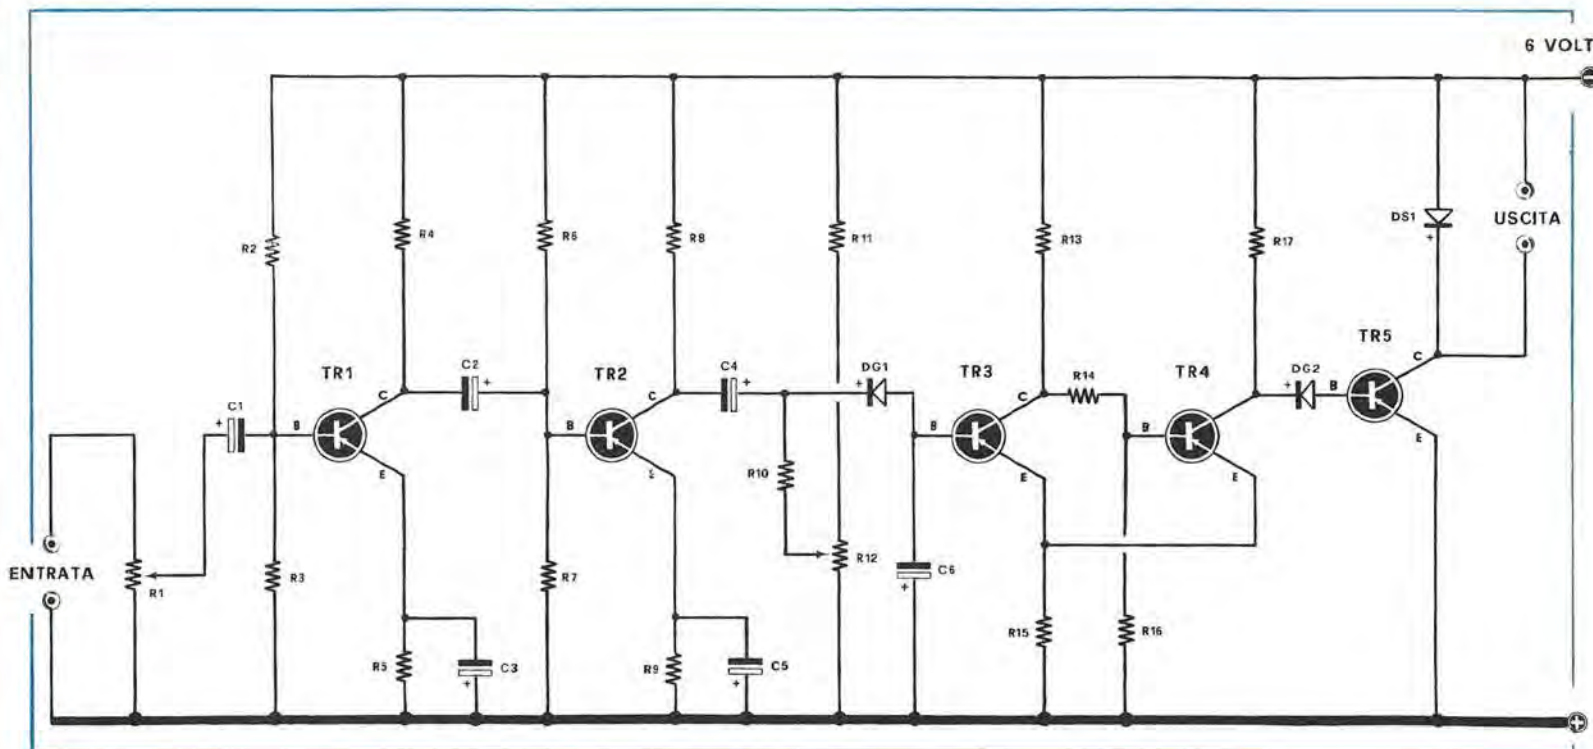 6 VOLT
R2
R4
R6
R8
R11
R13
R17
DS1
+
USCITA
C1
+
TR1
C
B
E
C2
+
TR2
C
B
C4
+
DG1
+
TR3
C
B
E
R14
TR4
B
E
DG2
+
TR5
C
B
E
ENTRATA
R1
R3
R5
C3
+
R7
R9
C5
+
R10
R12
C6
+
R15
R16